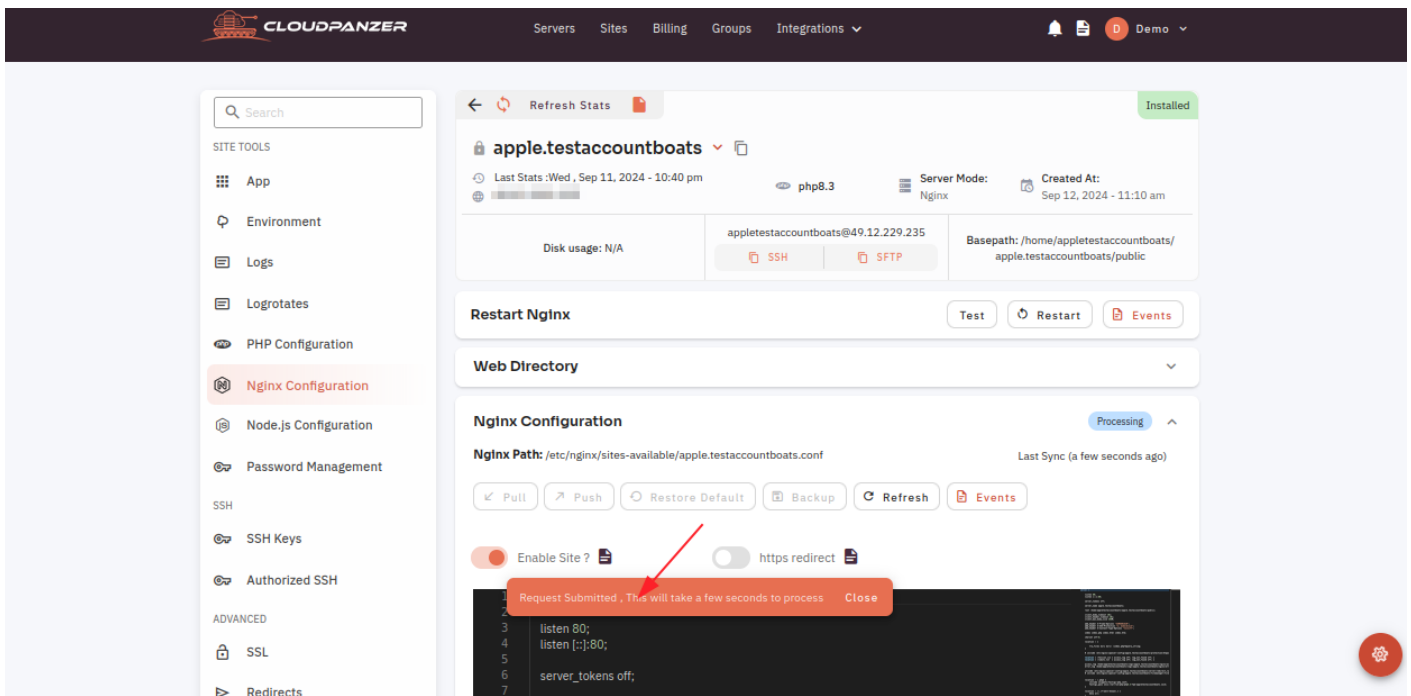 CLOUDPANZER
Servers Sites Billing Groups Integrations
D Demo
Search
SITE TOOLS
App
Environment
Logs
Logrotates
php PHP Configuration
Nginx Configuration
JS Node.js Configuration
Password Management
SSH
SSH Keys
Authorized SSH
ADVANCED
SSL
Redirects
Refresh Stats
Installed
apple.testaccountboats
Last Stats :Wed , Sep 11, 2024 - 10:40 pm
php php8.3
Server Mode:
Nginx
Created At:
Sep 12, 2024 - 11:10 am
Disk usage: N/A
appletestaccountboats@49.12.229.235
SSH SFTP
Basepath: /home/appletestaccountboats/
apple.testaccountboats/public
Restart Nginx
Test Restart Events
Web Directory
Nginx Configuration
Processing
Nginx Path: /etc/nginx/sites-available/apple.testaccountboats.conf
Last Sync (a few seconds ago)
Pull Push Restore Default Backup Refresh Events
Enable Site ? https redirect
Request Submitted , This will take a few seconds to process Close
1
2
3 listen 80;
4 listen [::]:80;
5
6 server_tokens off;
7